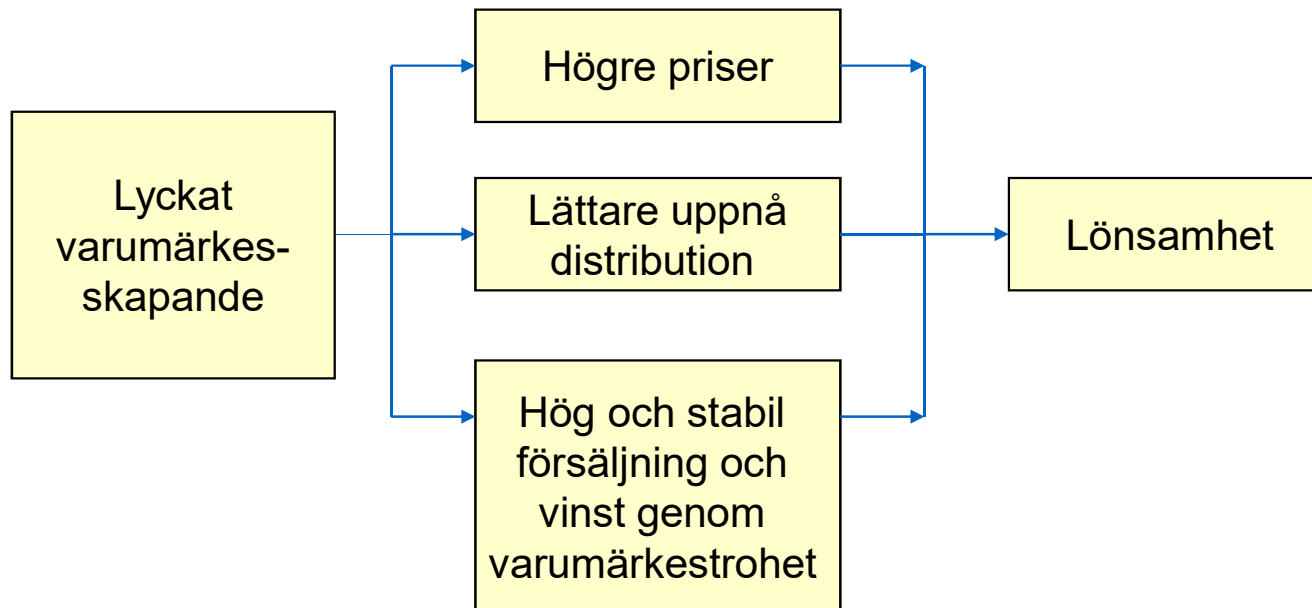 Lyckat
varumärkes-
skapande
Högre priser
Lättare uppnå
distribution
Hög och stabil
försäljning och
vinst genom
varumärkestrohet
Lönsamhet